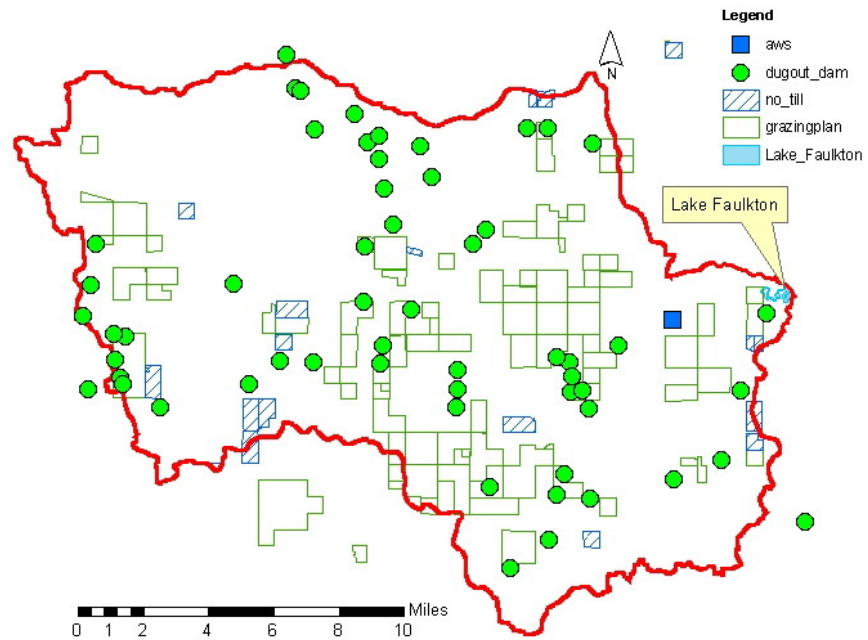 Legend
aws
dugout_dam
no_till
grazingplan
Lake_Faulkton
N
Lake Faulkton
Miles
0 1 2 4 6 8 10